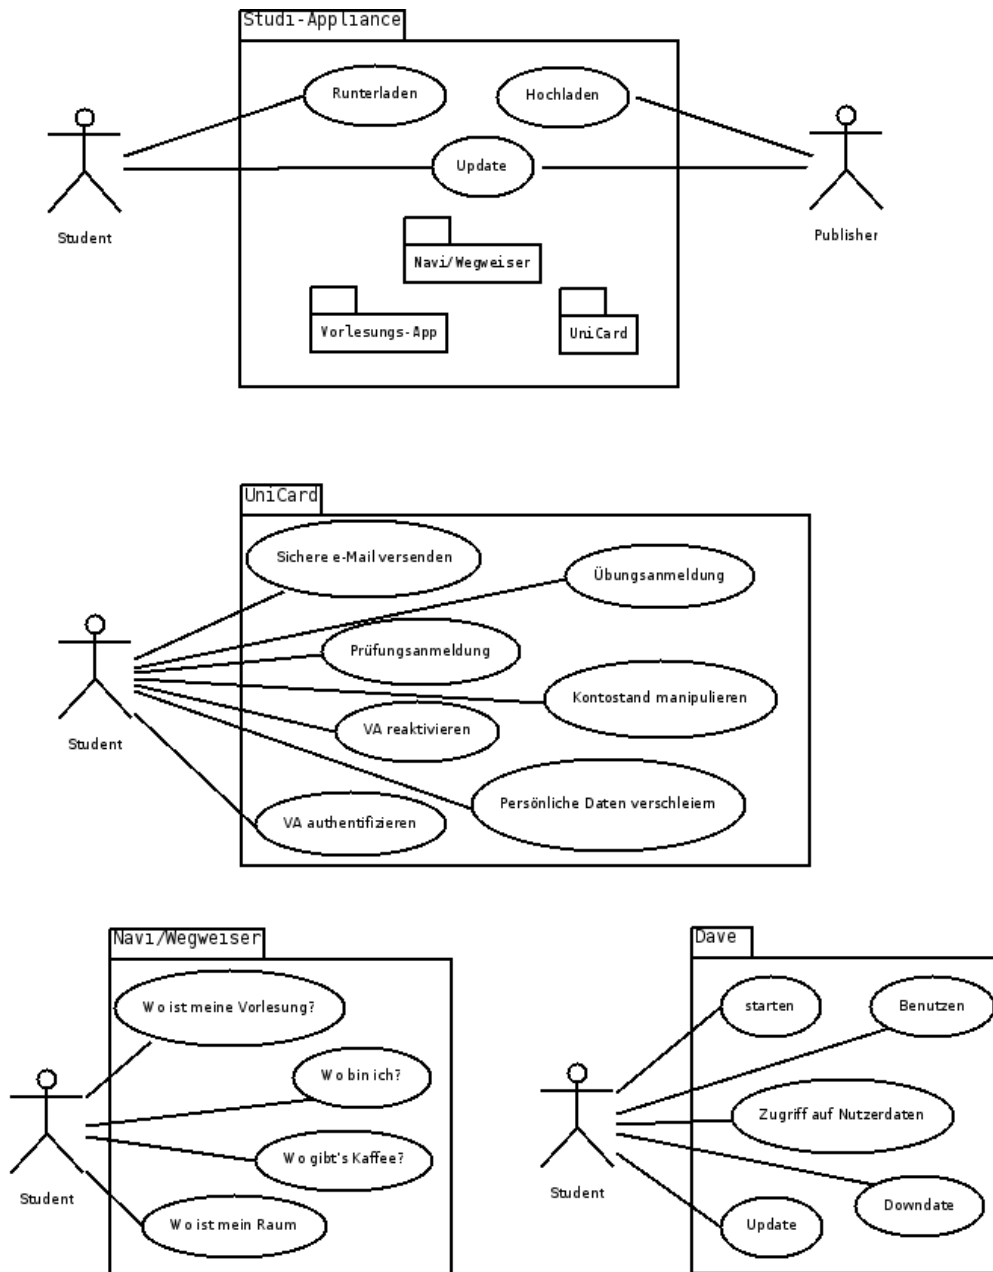 Studi-Appliance
Runterladen
Hochladen
Update
Student
Publisher
Navi/Wegweiser
Vorlesungs-App
UniCard
UniCard
Sichere e-Mail versenden
Übungsanmeldung
Prüfungsanmeldung
Kontostand manipulieren
VA reaktivieren
Student
Persönliche Daten verschleiern
VA authentifizieren
Navi/Wegweiser
Wo ist meine Vorlesung?
Wo bin ich?
Wo gibt's Kaffee?
Student
Wo ist mein Raum
Dave
starten
Benutzen
Zugriff auf Nutzerdaten
Student
Downdate
Update